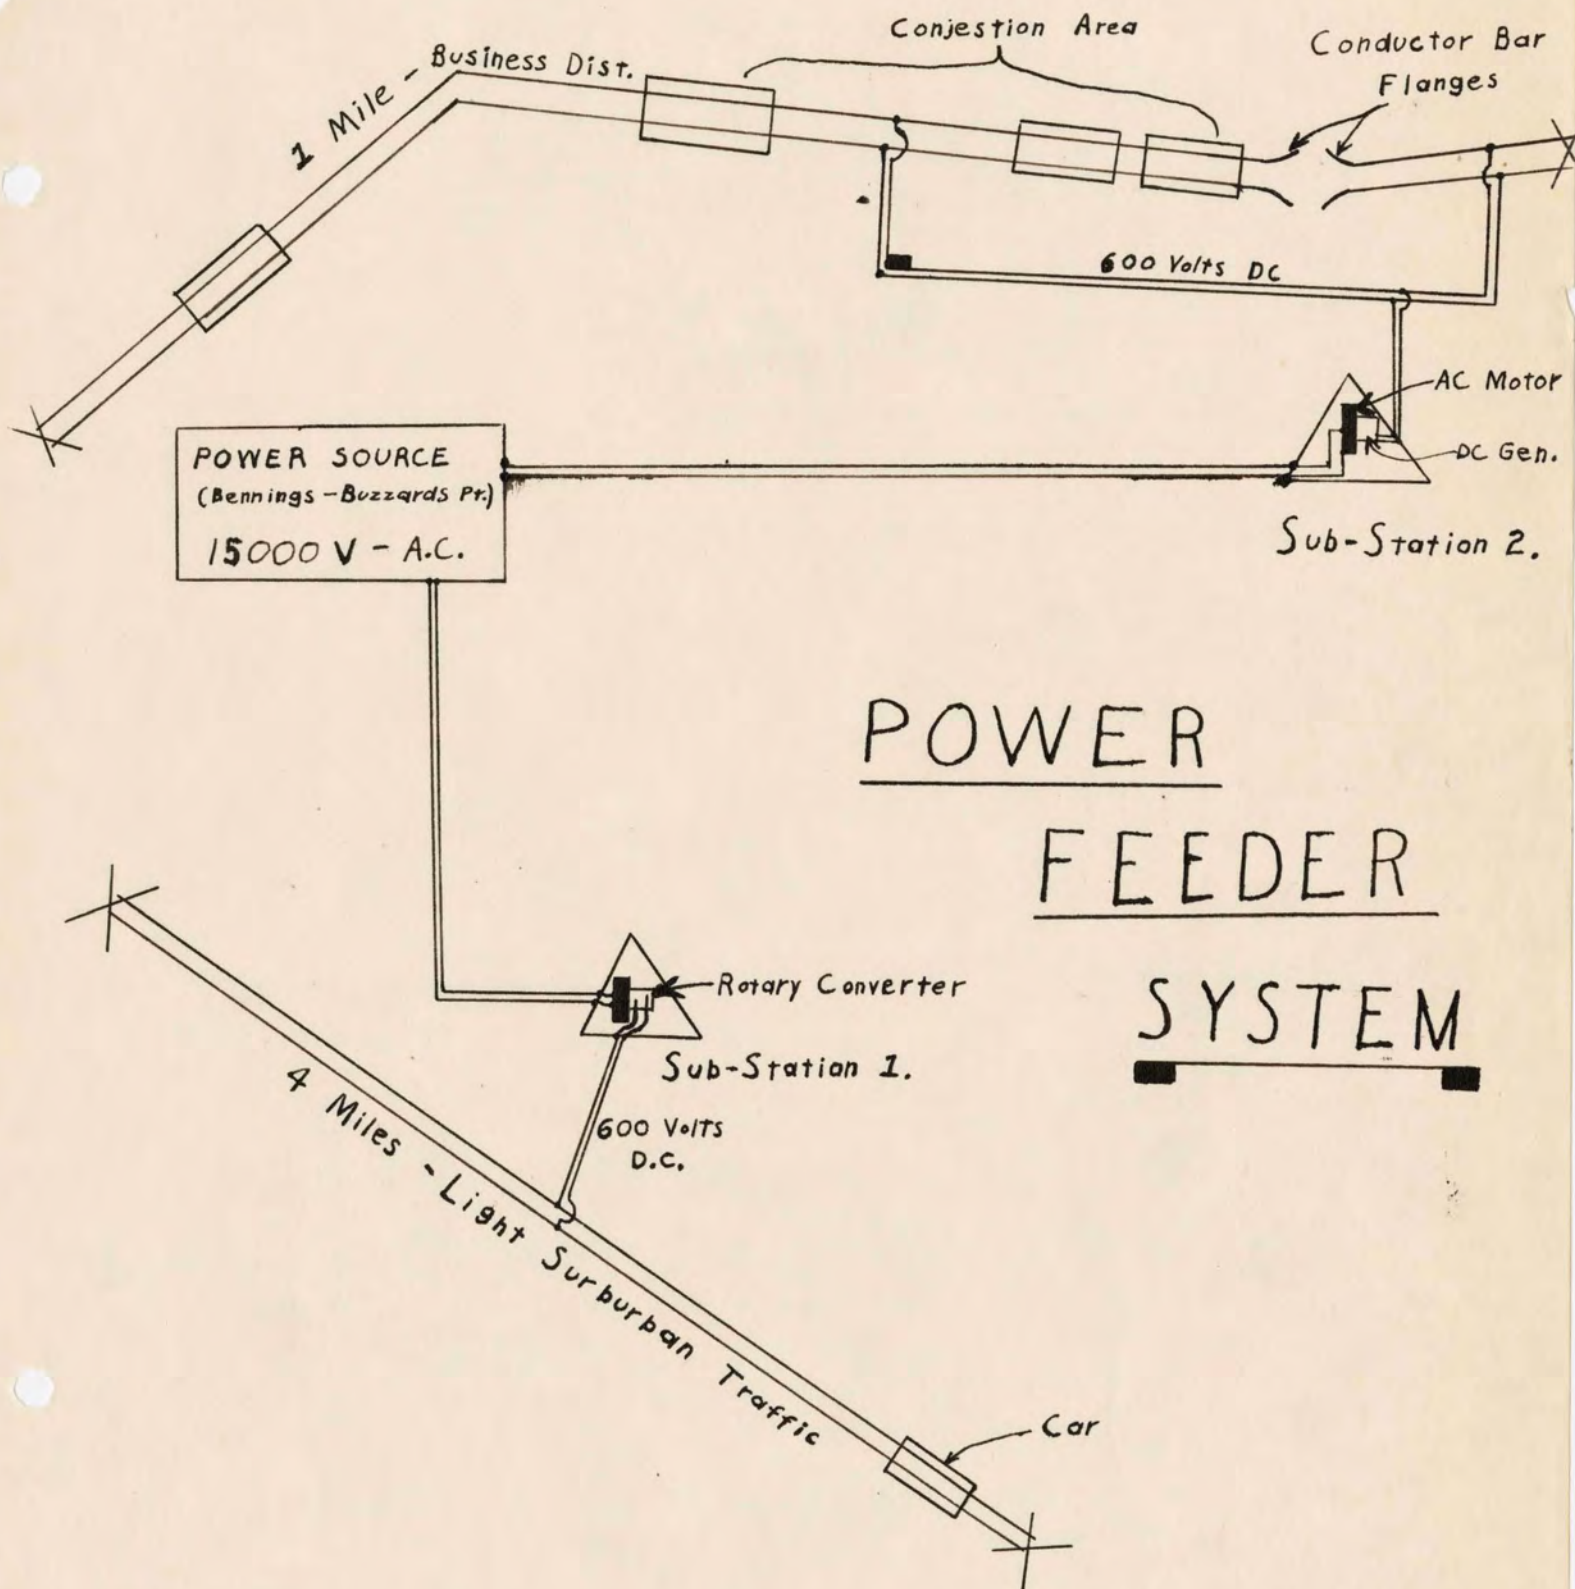 Conjestion Area
Conductor Bar
Flanges
1 Mile - Business Dist.
600 Volts DC
AC Motor
DC Gen.
POWER SOURCE
(Bennings - Buzzards Pt.)
15000 V - A.C.
Sub-Station 2.
POWER
FEEDER
SYSTEM
Rotary Converter
Sub-Station 1.
600 Volts
D.C.
4 Miles - Light Surburban Traffic
Car